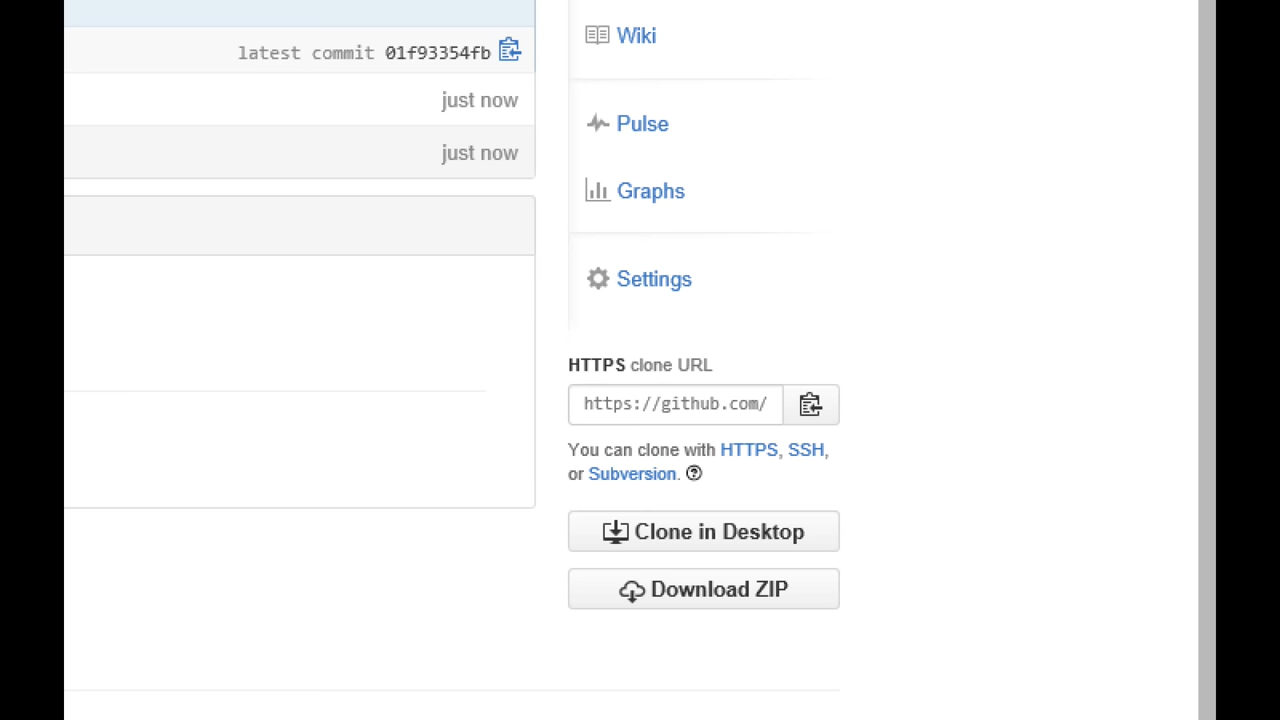 latest commit 01f93354fb
just now
just now
Wiki
Pulse
Graphs
Settings
HTTPS clone URL
https://github.com/
You can clone with HTTPS, SSH,
or Subversion.
Clone in Desktop
Download ZIP